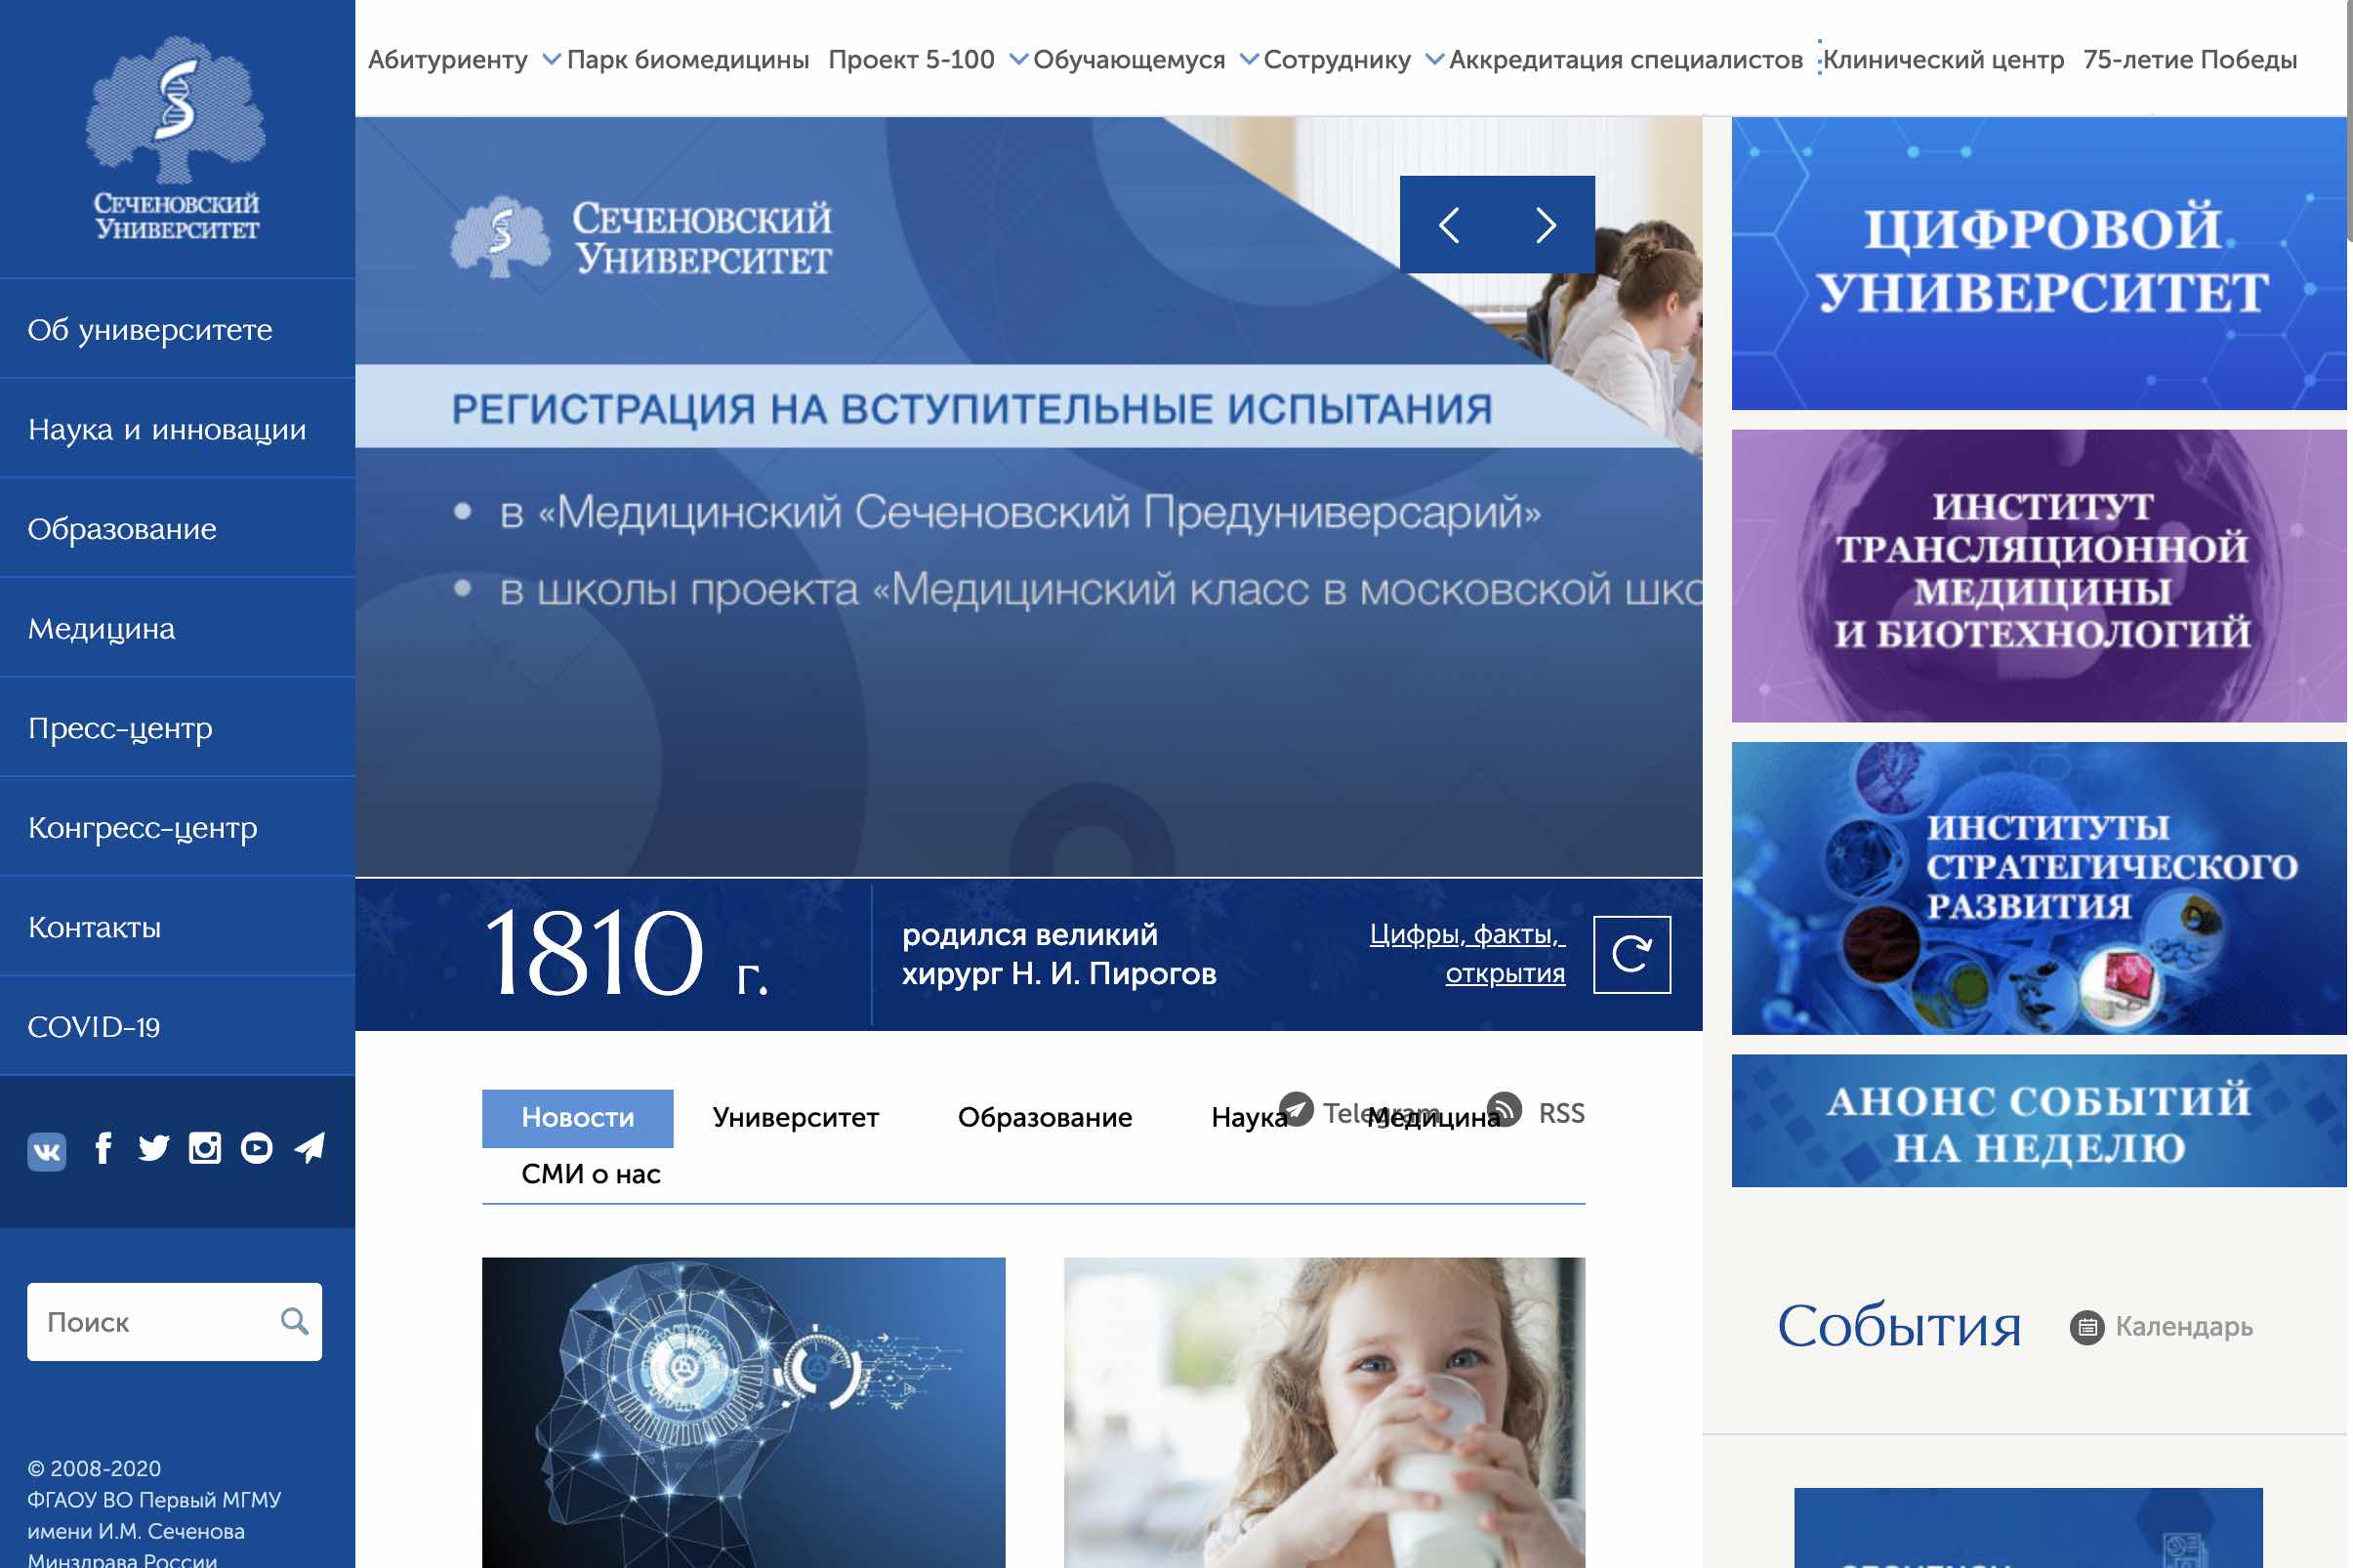 Сеченовский
Университет
Об университете
Наука и инновации
Образование
Медицина
Пресс-центр
Конгресс-центр
Контакты
COVID-19
Поиск
© 2008-2020
ФГАОУ ВО Первый МГМУ
имени И.М. Сеченова
Минздрава России
Абитуриенту Парк биомедицины Проект 5-100 Обучающемуся Сотруднику Аккредитация специалистов Клинический центр 75-летие Победы
Сеченовский
Университет
РЕГИСТРАЦИЯ НА ВСТУПИТЕЛЬНЫЕ ИСПЫТАНИЯ
• в «Медицинский Сеченовский Предуниверсарий»
• в школы проекта «Медицинский класс в московской шко
1810 г.
родился великий
хирург Н. И. Пирогов
Цифры, факты,
открытия
Новости Университет Образование Наука Медицина
Telegram RSS
СМИ о нас
ЦИФРОВОЙ
УНИВЕРСИТЕТ
ИНСТИТУТ
ТРАНСЛЯЦИОННОЙ
МЕДИЦИНЫ
И БИОТЕХНОЛОГИЙ
ИНСТИТУТЫ
СТРАТЕГИЧЕСКОГО
РАЗВИТИЯ
АНОНС СОБЫТИЙ
НА НЕДЕЛЮ
События Календарь